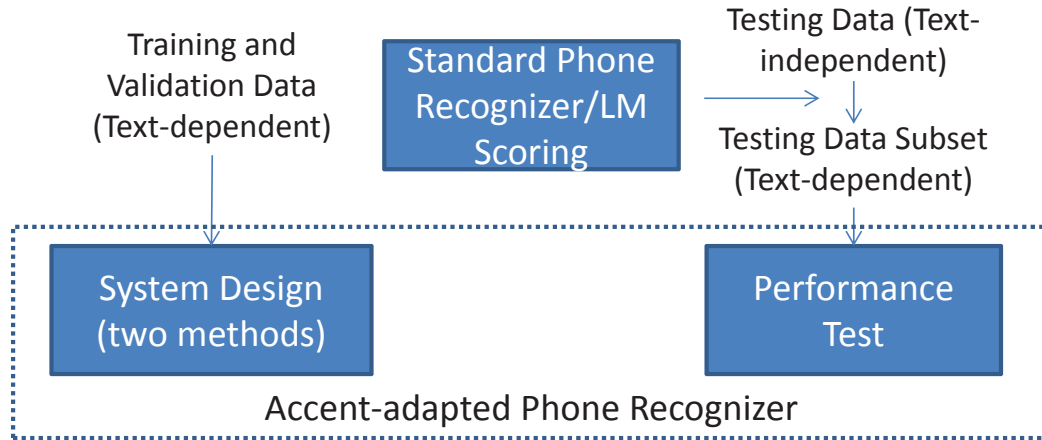 Training and
Validation Data
(Text-dependent)
Standard Phone
Recognizer/LM
Scoring
Testing Data (Text-
independent)
Testing Data Subset
(Text-dependent)
System Design
(two methods)
Performance
Test
Accent-adapted Phone Recognizer